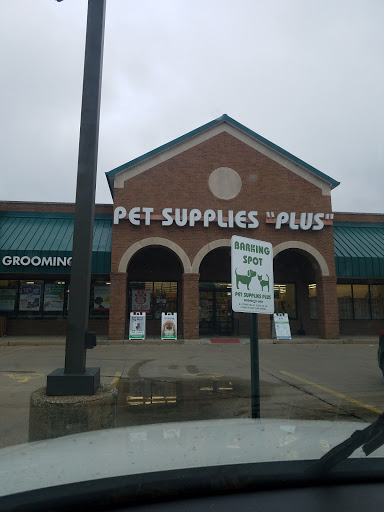 PET SUPPLIES "PLUS"
GROOMING
BARKING
SPOT
PET SUPPLIES PLUS